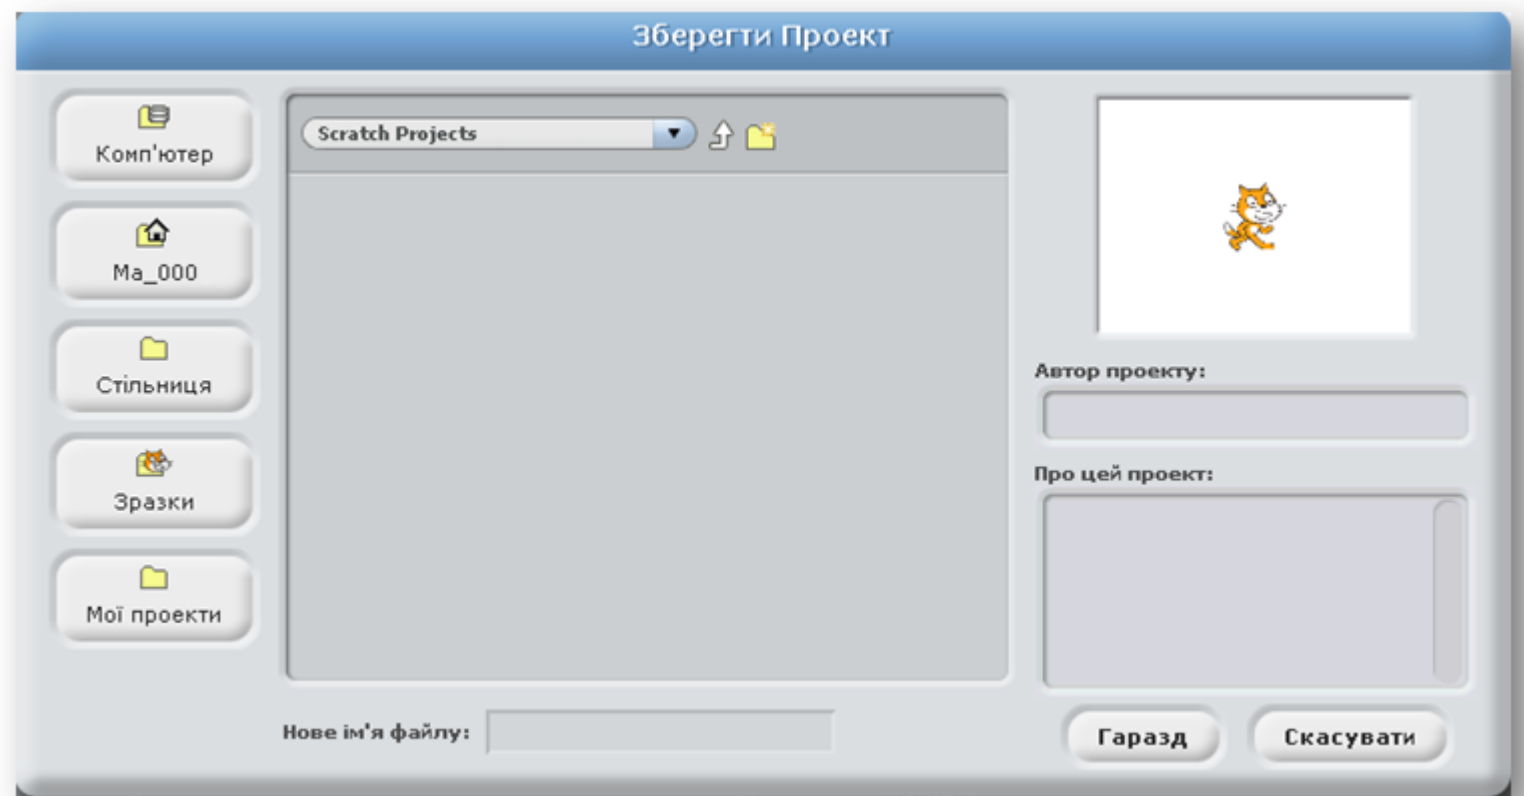 Зберегти Проект
Комп'ютер
Ma_000
Стільниця
Зразки
Мої проекти
Scratch Projects
Нове ім'я файлу:
Автор проекту:
Про цей проект:
Гаразд
Скасувати